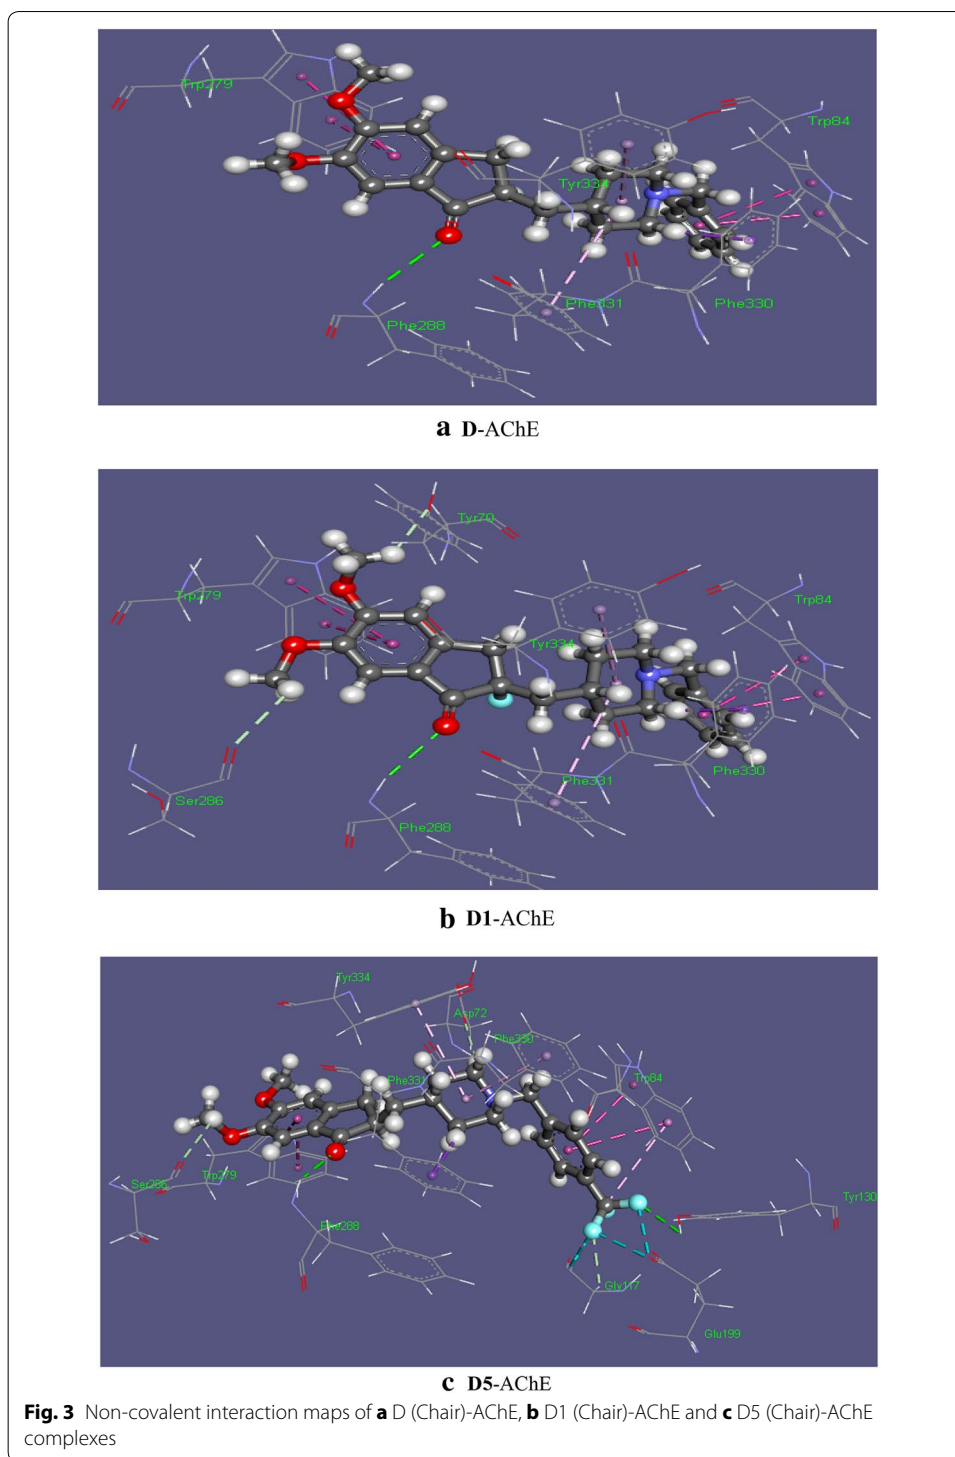 Trp279
Trp84
Tyr334
Phe331
Phe330
Phe288
a D-AChE
Tyr70
Trp279
Trp84
Tyr334
Phe331
Phe330
Ser286
Phe288
b D1-AChE
Tyr334
Asp72
Phe330
Phe331
Trp84
Ser286
Trp279
Tyr130
Phe288
Gly117
Glu199
c D5-AChE
Fig. 3 Non-covalent interaction maps of a D (Chair)-AChE, b D1 (Chair)-AChE and c D5 (Chair)-AChE
complexes